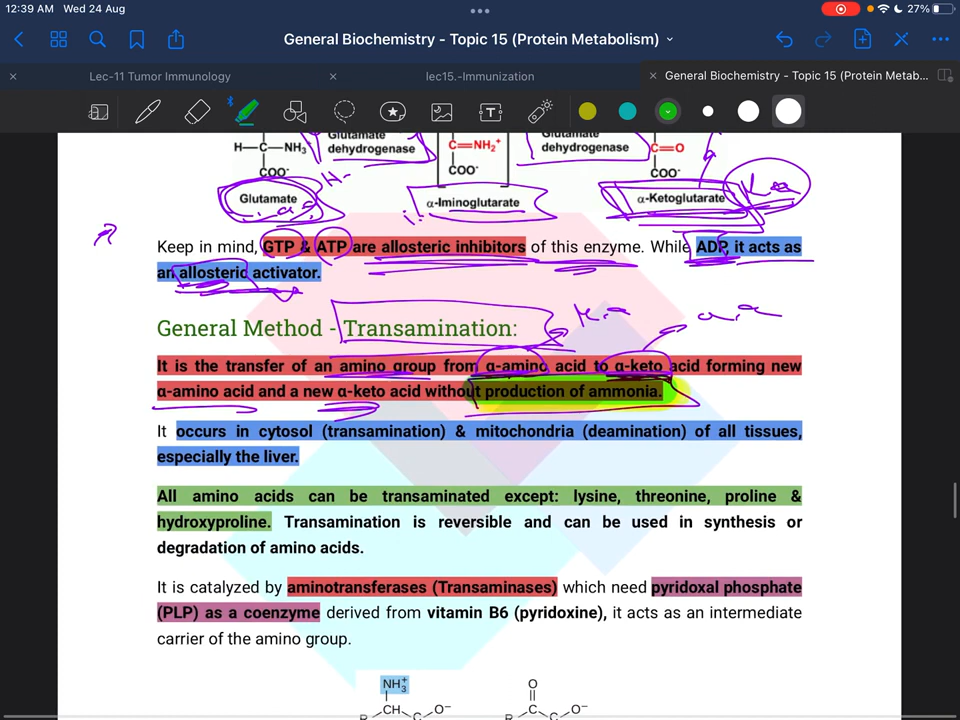 12:39 AM Wed 24 Aug
27%
General Biochemistry - Topic 15 (Protein Metabolism)
Lec-11 Tumor Immunology
lec15.-Immunization
General Biochemistry - Topic 15 (Protein Metab...
Glutamate Glutamate
H—C—NH₃ dehydrogenase C=NH₂⁺ dehydrogenase C=O
COO⁻ COO⁻ COO⁻
Glutamate α-Iminoglutarate α-Ketoglutarate
Keep in mind, GTP & ATP are allosteric inhibitors of this enzyme. While ADP, it acts as
an allosteric activator.
General Method - Transamination:
It is the transfer of an amino group from α-amino acid to α-keto acid forming new
α-amino acid and a new α-keto acid without production of ammonia.
It occurs in cytosol (transamination) & mitochondria (deamination) of all tissues,
especially the liver.
All amino acids can be transaminated except: lysine, threonine, proline &
hydroxyproline. Transamination is reversible and can be used in synthesis or
degradation of amino acids.
It is catalyzed by aminotransferases (Transaminases) which need pyridoxal phosphate
(PLP) as a coenzyme derived from vitamin B6 (pyridoxine), it acts as an intermediate
carrier of the amino group.
NH₃⁺ O
R CH C O⁻ R C C O⁻